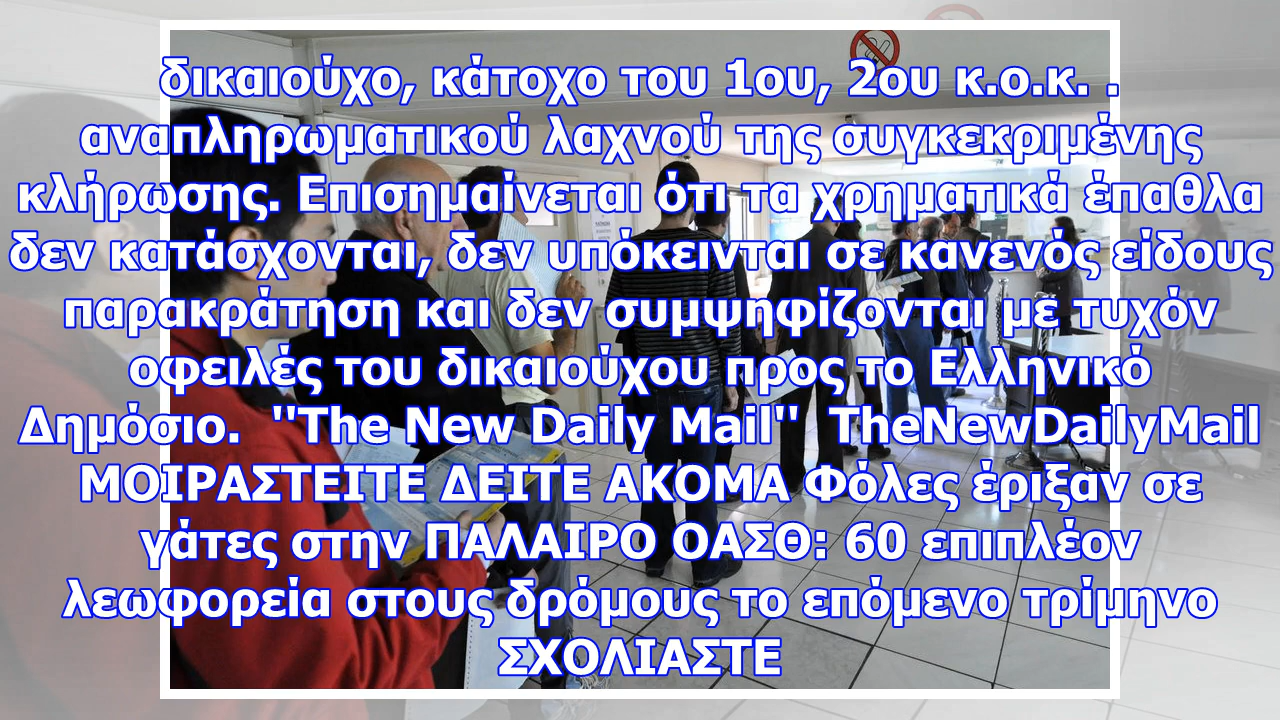 δικαιούχο, κάτοχο του 1ου, 2ου κ.ο.κ. .
αναπληρωματικού λαχνού της συγκεκριμένης
κλήρωσης. Επισημαίνεται ότι τα χρηματικά έπαθλα
δεν κατάσχονται, δεν υπόκεινται σε κανενός είδους
παρακράτηση και δεν συμψηφίζονται με τυχόν
οφειλές του δικαιούχου προς το Ελληνικό
Δημόσιο.  "The New Daily Mail"  TheNewDailyMail
ΜΟΙΡΑΣΤΕΙΤΕ ΔΕΙΤΕ ΑΚΟΜΑ Φόλες έριξαν σε
γάτες στην ΠΑΛΑΙΡΟ ΟΑΣΘ: 60 επιπλέον
λεωφορεία στους δρόμους το επόμενο τρίμηνο
ΣΧΟΛΙΑΣΤΕ